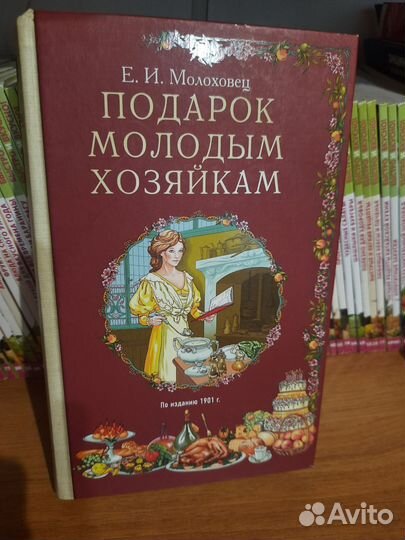 Е. И. Молоховец
ПОДАРОК
МОЛОДЫМ
ХОЗЯЙКАМ
По изданию 1901 г.
Avito